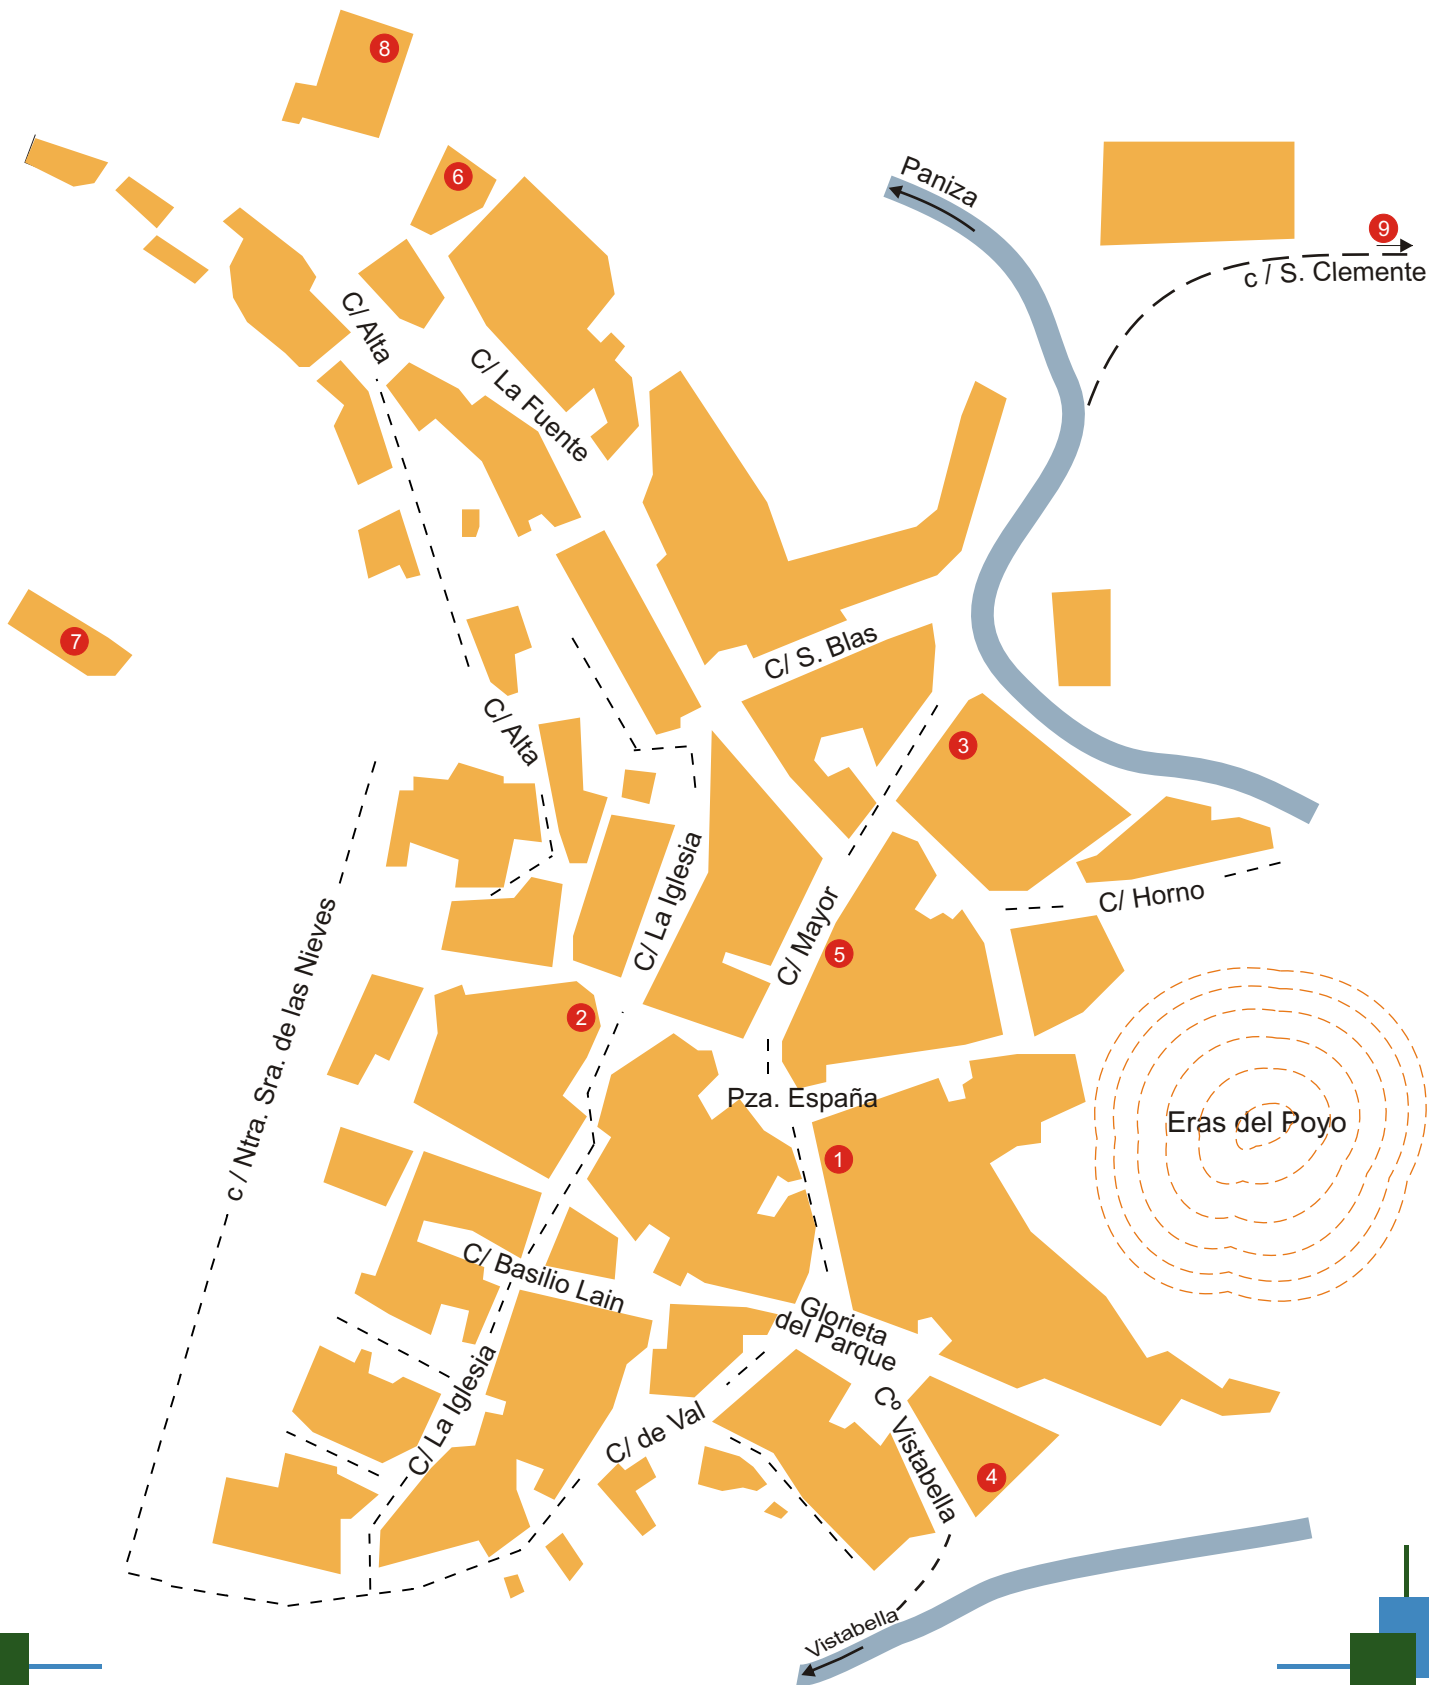 8
6
Paniza
9
c / S. Clemente
C/ Alta
C/ La Fuente
7
C/ S. Blas
C/ Alta
3
C/ La Iglesia
C/ Horno
C/ Mayor
5
c / Ntra. Sra. de las Nieves
2
Pza. España
Eras del Poyo
1
C/ Basilio Lain
Glorieta
del Parque
C/ La Iglesia
C/ de Val
Cº Vistabella
4
Vistabella